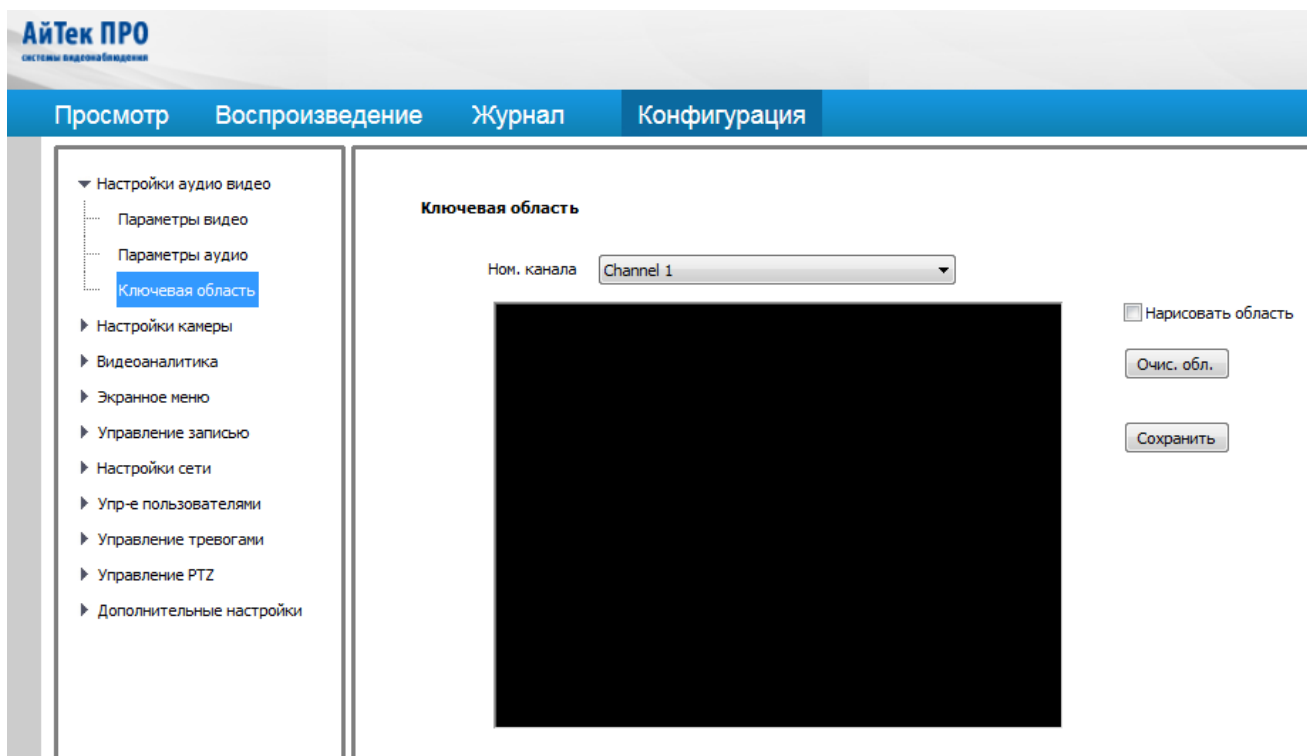 АйТек ПРО
системы видеонаблюдения
Просмотр Воспроизведение Журнал Конфигурация
Настройки аудио видео
Параметры видео
Параметры аудио
Ключевая область
Настройки камеры
Видеоаналитика
Экранное меню
Управление записью
Настройки сети
Упр-е пользователями
Управление тревогами
Управление PTZ
Дополнительные настройки
Ключевая область
Ном. канала Channel 1
Нарисовать область
Очис. обл.
Сохранить